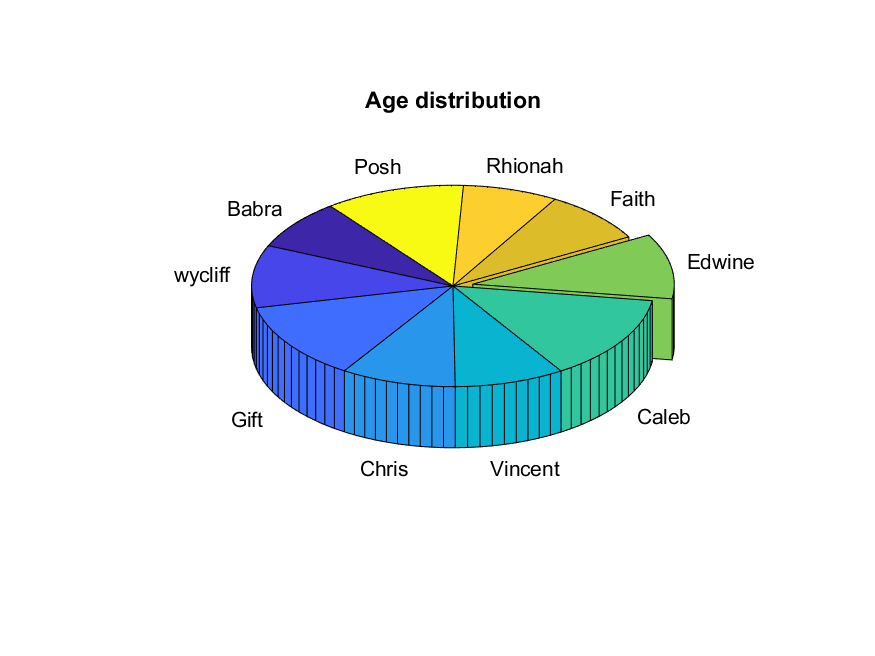 Age distribution
Posh
Rhionah
Babra
Faith
wycliff
Edwine
Gift
Caleb
Chris
Vincent